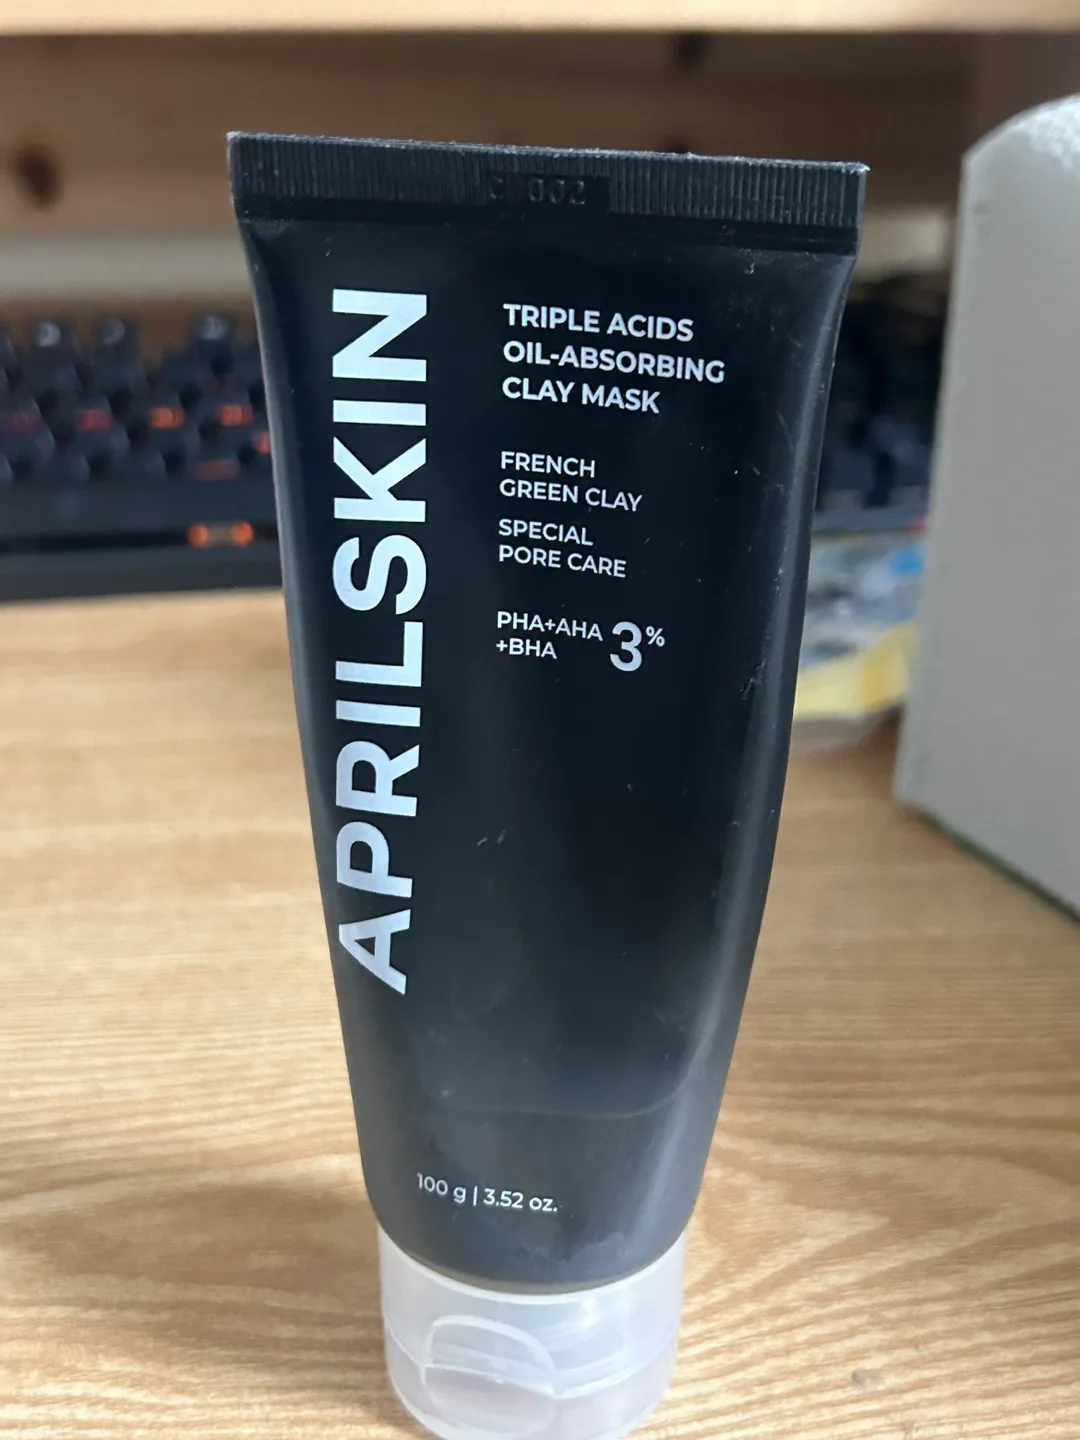 002
APRILSKIN
TRIPLE ACIDS
OIL-ABSORBING
CLAY MASK
FRENCH
GREEN CLAY
SPECIAL
PORE CARE
PHA+AHA
+BHA
3%
100 g | 3.52 oz.